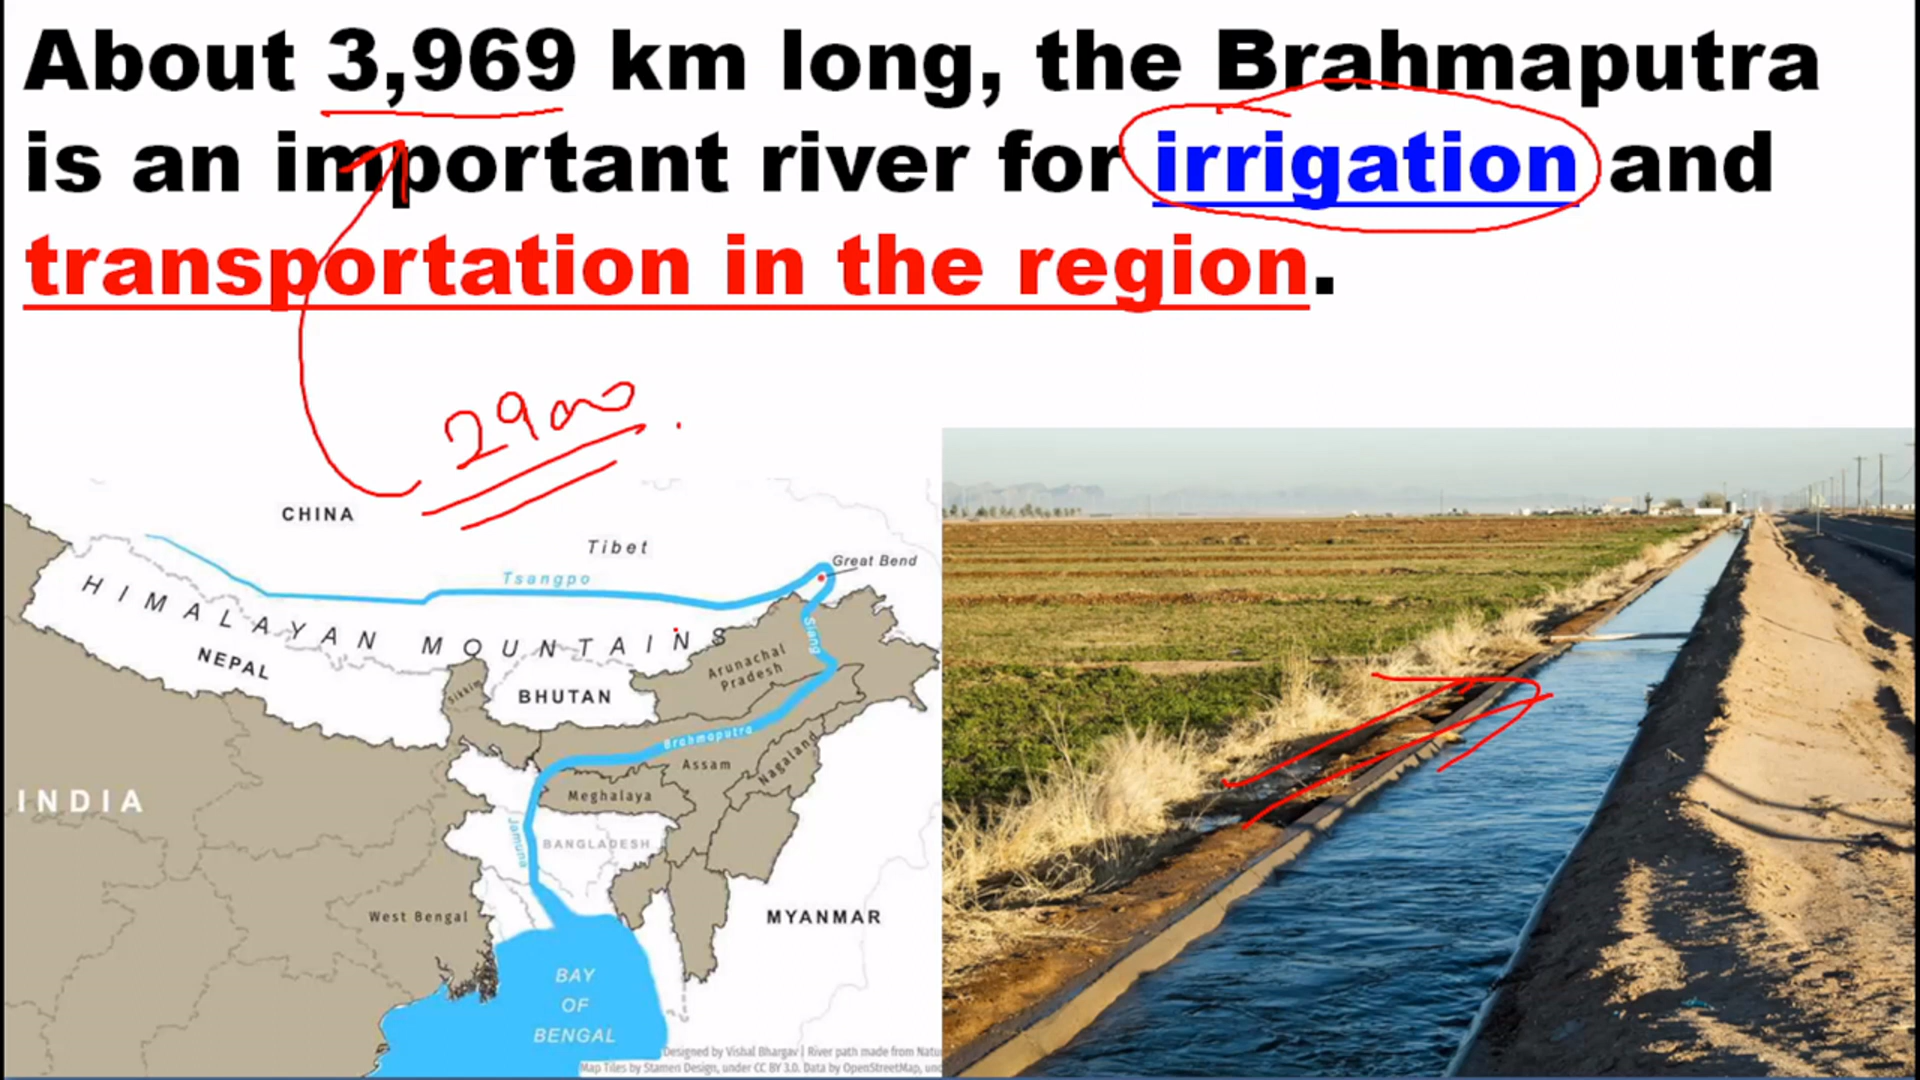 About 3,969 km long, the Brahmaputra
is an important river for irrigation and
transportation in the region.
2900
CHINA
Tibet
Great Bend
Tsangpo
HIMALAYAN MOUNTAINS
Siang
NEPAL
Sikkim
BHUTAN
Arunachal
Pradesh
Brahmaputra
Assam
Nagaland
INDIA
Meghalaya
Jamuna
BANGLADESH
West Bengal
MYANMAR
BAY
OF
BENGAL
Designed by Vishal Bhargav | River path made from Natu
Map Tiles by Stamen Design, under CC BY 3.0. Data by OpenStreetMap, und